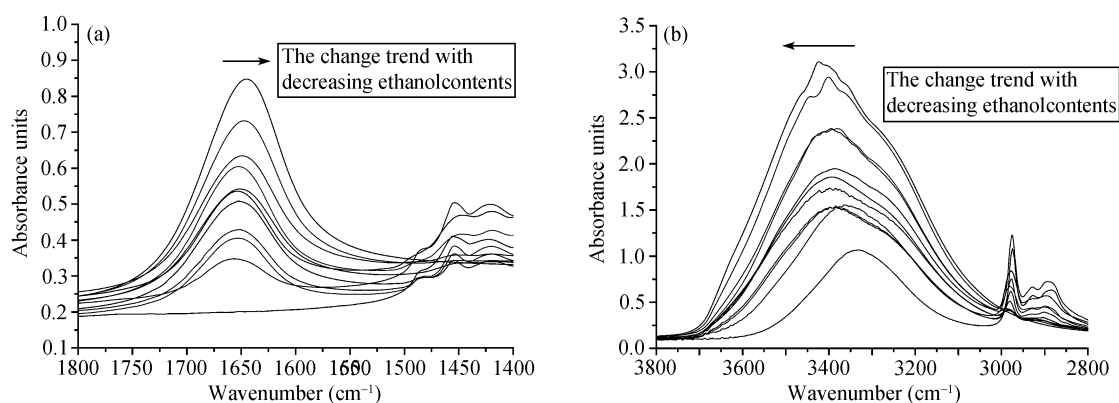 (a)
The change trend with
decreasing ethanolcontents
Absorbance units
1.0
0.9
0.8
0.7
0.6
0.5
0.4
0.3
0.2
0.1
1800 1700 1650 1600 1500 1450 1400
Wavenumber (cm⁻¹)
(b)
The change trend with
decreasing ethanolcontents
Absorbance units
3.5
3.0
2.5
2.0
1.5
1.0
0.5
0.0
3800 3600 3400 3200 3000 2800
Wavenumber (cm⁻¹)